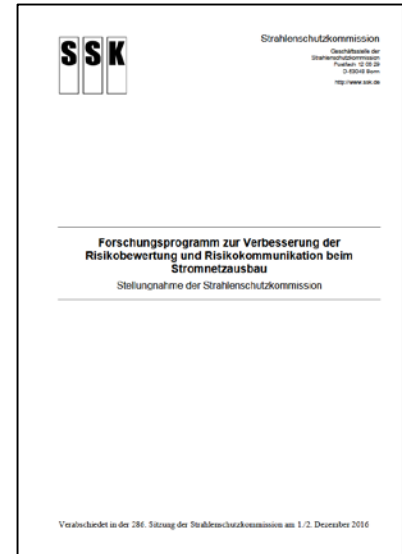 SSK
Strahlenschutzkommission
Geschäftsstelle der
Strahlenschutzkommission
Postfach 12 06 29
D-53048 Bonn
http://www.ssk.de
Forschungsprogramm zur Verbesserung der
Risikobewertung und Risikokommunikation beim
Stromnetzausbau
Stellungnahme der Strahlenschutzkommission
Verabschiedet in der 286. Sitzung der Strahlenschutzkommission am 1./2. Dezember 2016